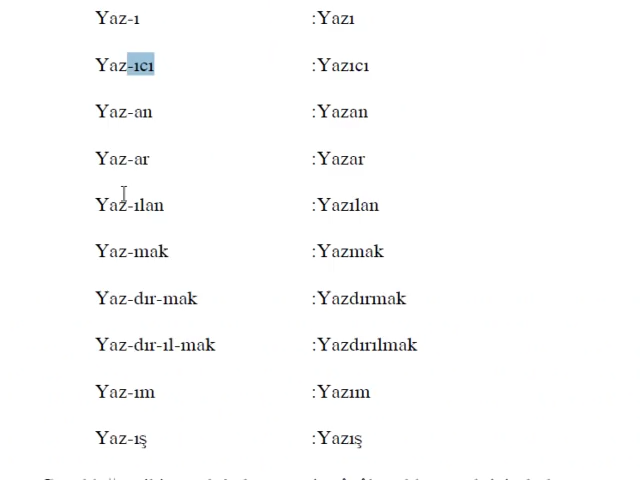 Yaz-ı :Yazı
Yaz-ıcı :Yazıcı
Yaz-an :Yazan
Yaz-ar :Yazar
Yaz-ılan :Yazılan
Yaz-mak :Yazmak
Yaz-dır-mak :Yazdırmak
Yaz-dır-ıl-mak :Yazdırılmak
Yaz-ım :Yazım
Yaz-ış :Yazış